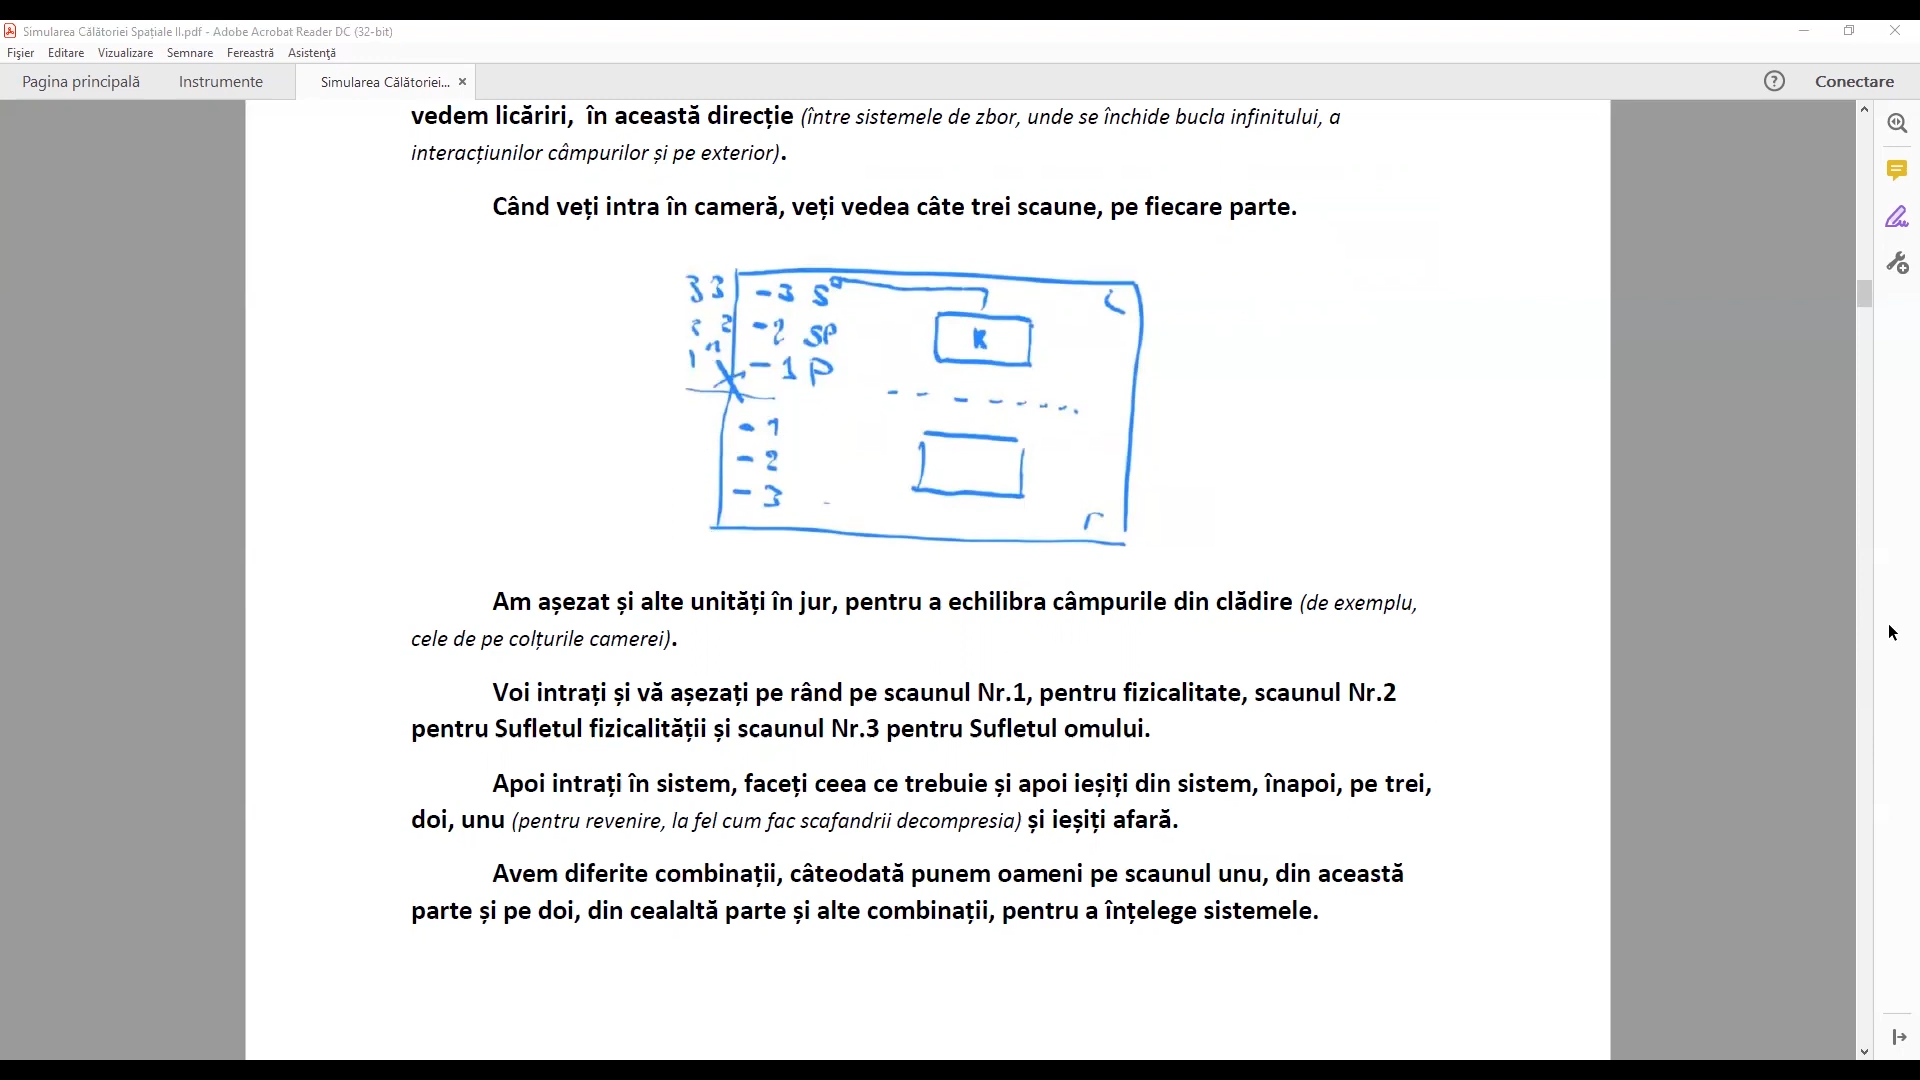 Simularea Călătoriei Spațiale II.pdf - Adobe Acrobat Reader DC (32-bit)
Fișier Editare Vizualizare Semnare Fereastră Asistență
Pagina principală Instrumente Simularea Călătoriei... × Conectare
vedem licăriri, în această direcție (între sistemele de zbor, unde se închide bucla infinitului, a
interacțiunilor câmpurilor și pe exterior).
Când veți intra în cameră, veți vedea câte trei scaune, pe fiecare parte.
3 3 - 3 S
2 2 - 2 SP
1 1 - 1 P
K
- 1
- 2
- 3
Am așezat și alte unități în jur, pentru a echilibra câmpurile din clădire (de exemplu,
cele de pe colțurile camerei).
Voi intrați și vă așezați pe rând pe scaunul Nr.1, pentru fizicalitate, scaunul Nr.2
pentru Sufletul fizicalității și scaunul Nr.3 pentru Sufletul omului.
Apoi intrați în sistem, faceți ceea ce trebuie și apoi ieșiți din sistem, înapoi, pe trei,
doi, unu (pentru revenire, la fel cum fac scafandrii decompresia) și ieșiți afară.
Avem diferite combinații, câteodată punem oameni pe scaunul unu, din această
parte și pe doi, din cealaltă parte și alte combinații, pentru a înțelege sistemele.